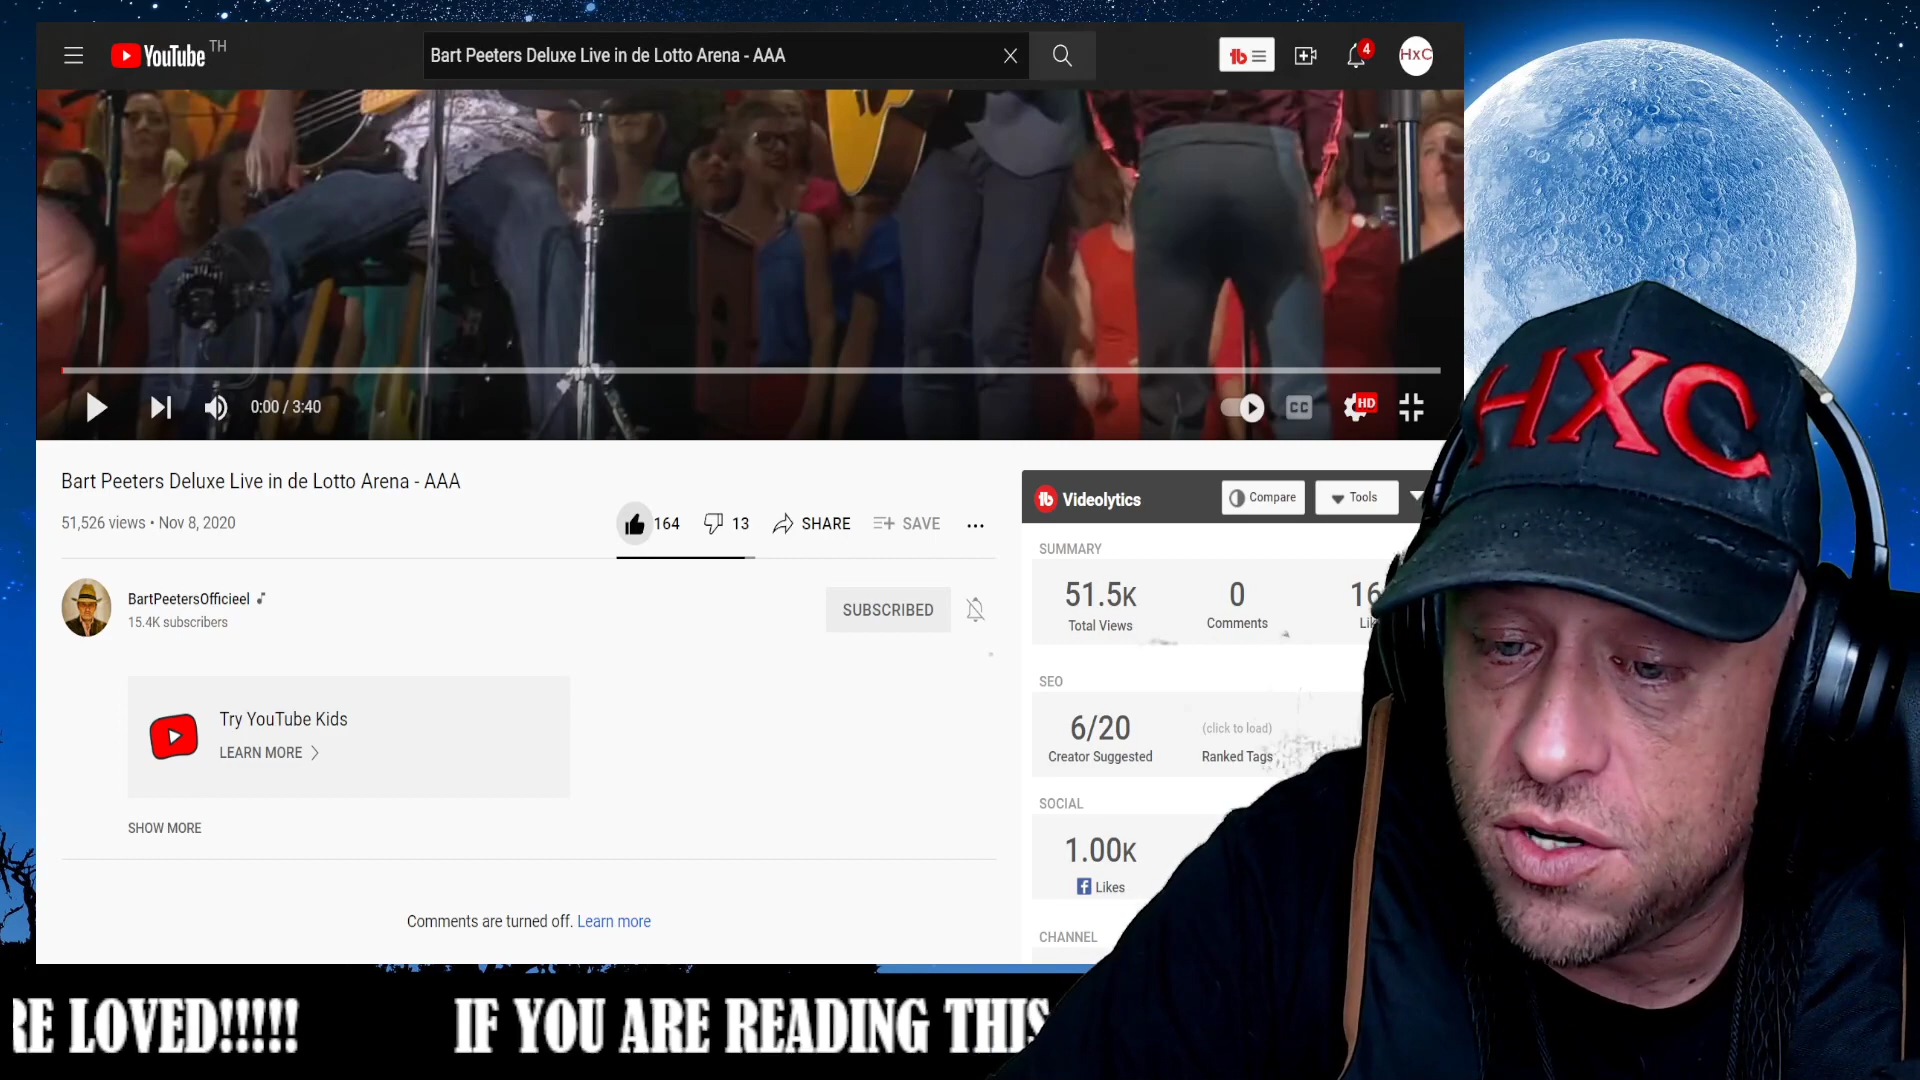 YouTube TH
Bart Peeters Deluxe Live in de Lotto Arena - AAA
4
HxC
0:00 / 3:40
CC
HD
Bart Peeters Deluxe Live in de Lotto Arena - AAA
51,526 views • Nov 8, 2020
164
13
SHARE
SAVE
BartPeetersOfficieel
15.4K subscribers
SUBSCRIBED
Try YouTube Kids
LEARN MORE
SHOW MORE
Comments are turned off. Learn more
Videolytics
Compare
Tools
SUMMARY
51.5K
0
Total Views
Comments
SEO
6/20
(click to load)
Creator Suggested
Ranked Tags
SOCIAL
1.00K
Likes
CHANNEL
HXC
RE LOVED!!!!!
IF YOU ARE READING THIS